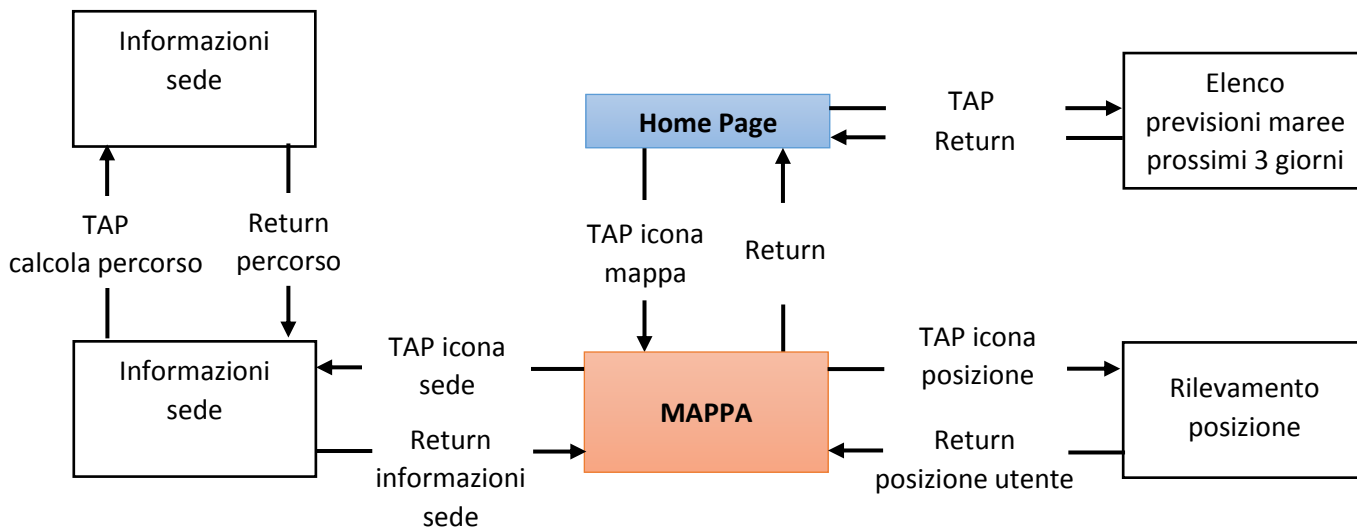 Informazioni
sede
Home Page
TAP
Return
Elenco
previsioni maree
prossimi 3 giorni
TAP
calcola percorso
Return
percorso
TAP icona
mappa
Return
Informazioni
sede
TAP icona
sede
Return
informazioni
sede
MAPPA
TAP icona
posizione
Return
posizione utente
Rilevamento
posizione